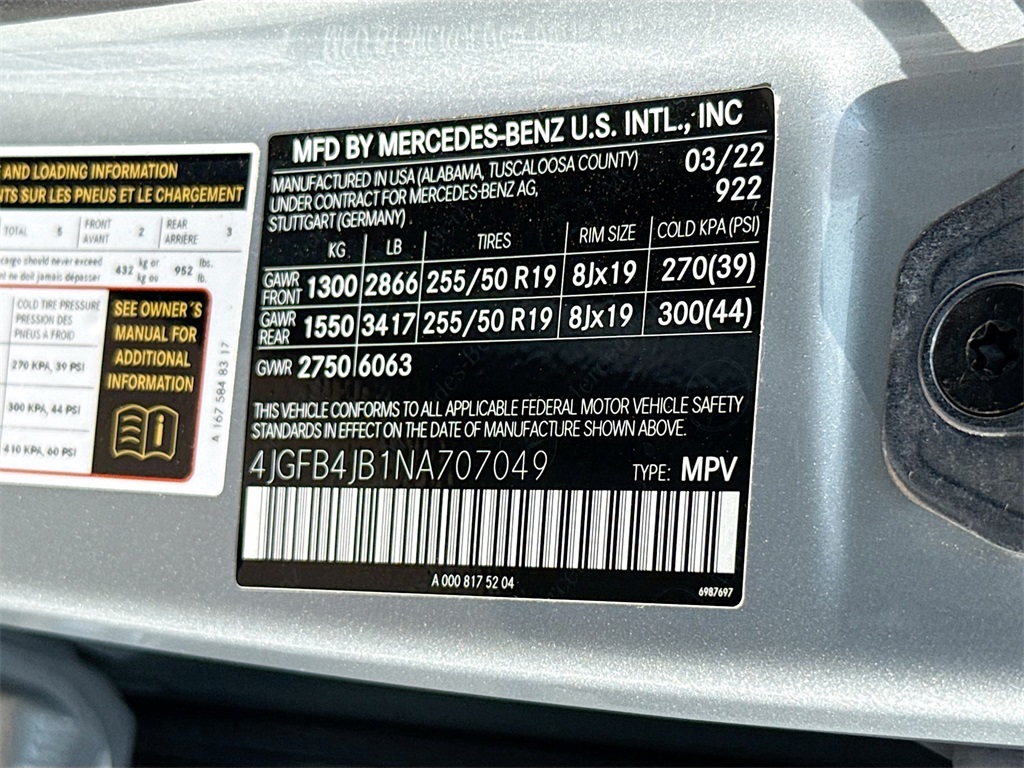 AND LOADING INFORMATION
NTS SUR LES PNEUS ET LE CHARGEMENT
TOTAL 5 FRONT AVANT 2 REAR ARRIÈRE 3
cargo should never exceed
nt ne doit jamais dépasser
432 kg or kg ou 952 lbs. lb.
COLD TIRE PRESSURE
PRESSION DES
PNEUS À FROID
270 KPA, 39 PSI
300 KPA, 44 PSI
410 KPA, 60 PSI
SEE OWNER'S
MANUAL FOR
ADDITIONAL
INFORMATION
A 167 584 83 17
MFD BY MERCEDES-BENZ U.S. INTL., INC
MANUFACTURED IN USA (ALABAMA, TUSCALOOSA COUNTY) 03/22
UNDER CONTRACT FOR MERCEDES-BENZ AG, 922
STUTTGART (GERMANY)
KG LB TIRES RIM SIZE COLD KPA (PSI)
GAWR FRONT 1300 2866 255/50 R19 8Jx19 270(39)
GAWR REAR 1550 3417 255/50 R19 8Jx19 300(44)
GVWR 2750 6063
THIS VEHICLE CONFORMS TO ALL APPLICABLE FEDERAL MOTOR VEHICLE SAFETY
STANDARDS IN EFFECT ON THE DATE OF MANUFACTURE SHOWN ABOVE.
4JGFB4JB1NA707049 TYPE: MPV
A 000 817 52 04
6987697